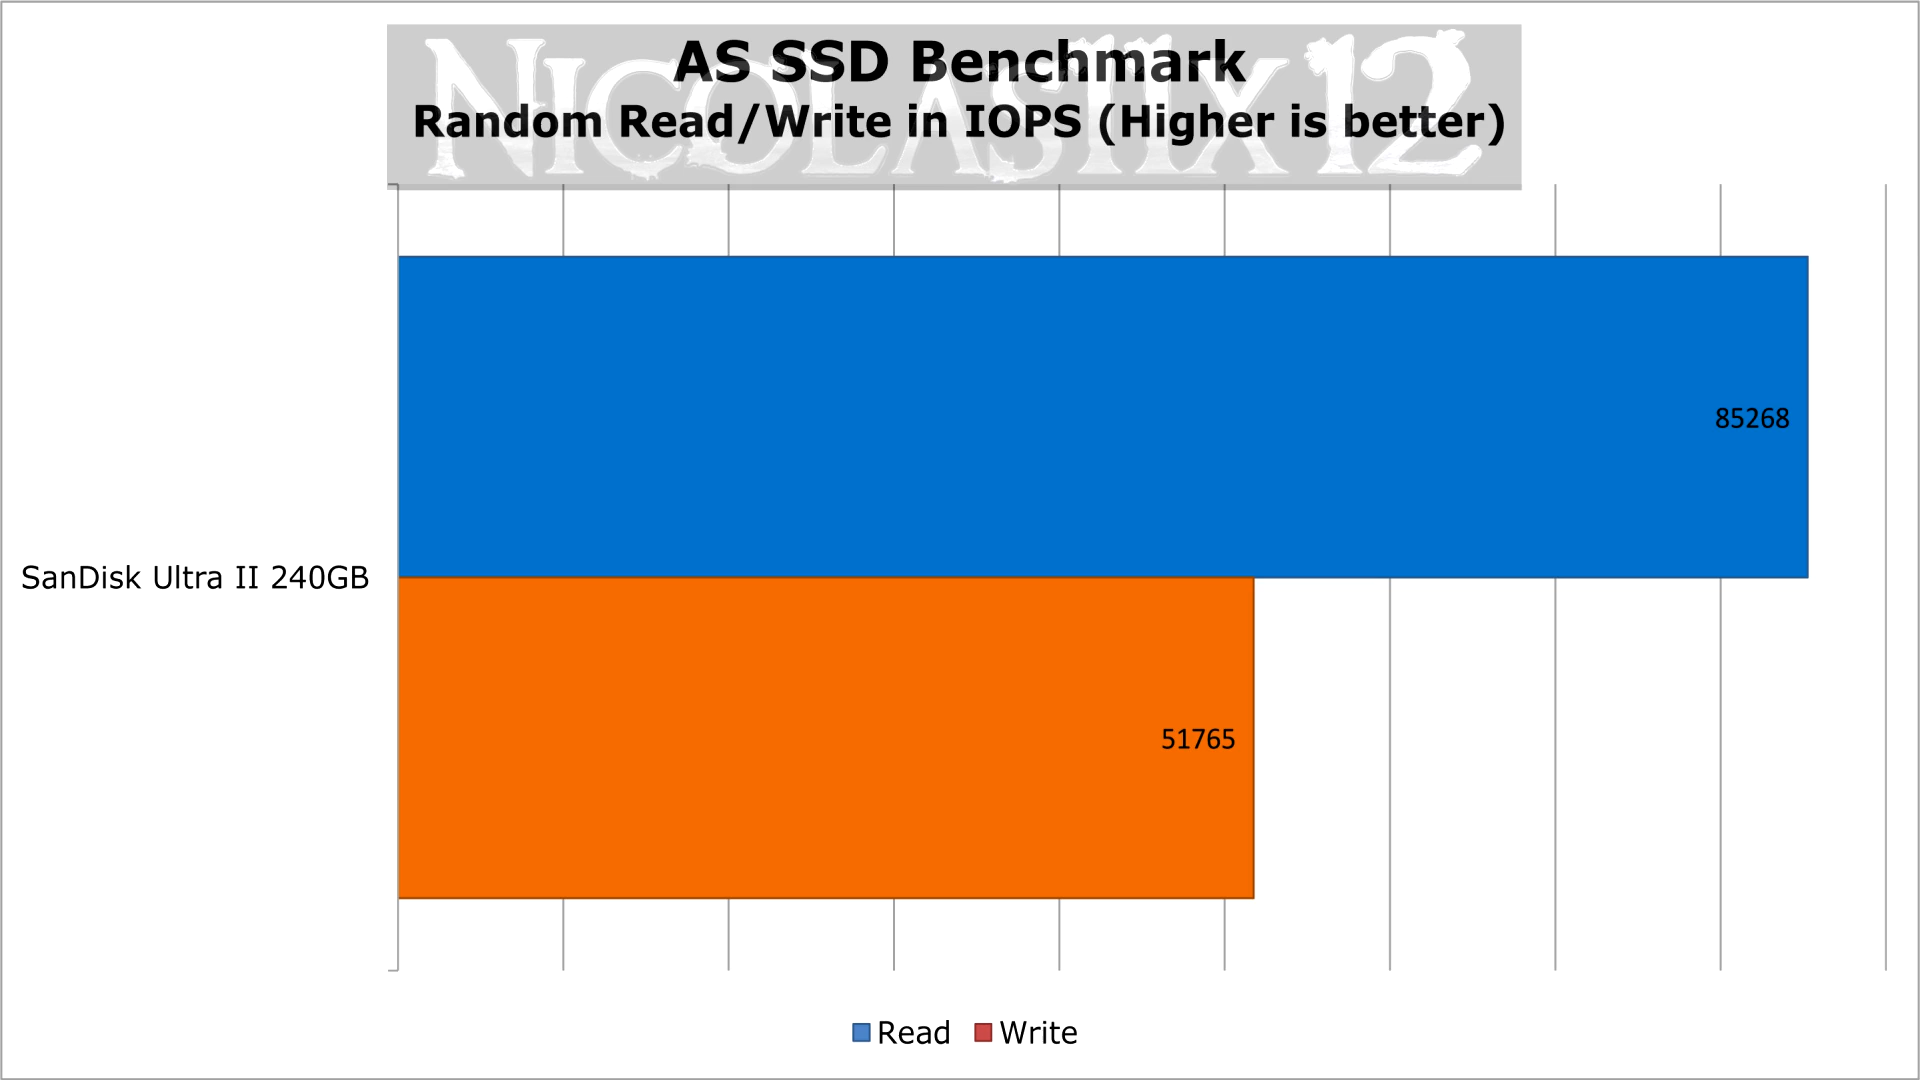 NICOLAS11X12
AS SSD Benchmark
Random Read/Write in IOPS (Higher is better)
85268
SanDisk Ultra II 240GB
51765
Read
Write